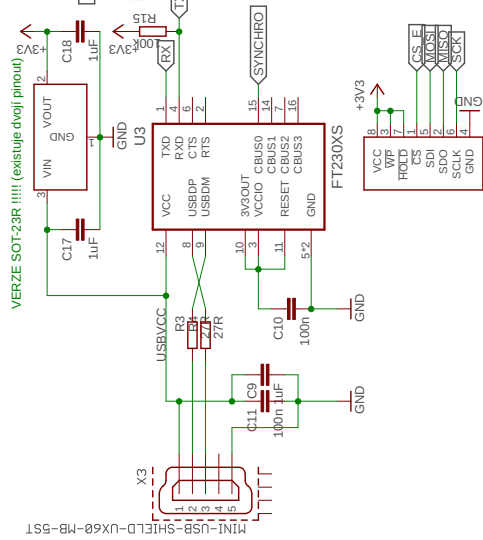 R15
100k
+3V3
+3V3
C18
1uF
RX
SYNCHRO
CS_E
MOSI
MISO
SCK
+3V3
GND
VERZE SOT-23R !!!!! (existuje dvojí pinout)
2
VOUT
GND
1
VIN
3
GND
C17
1uF
U3
1
4
6
2
15
14
7
16
TXD
RXD
CTS
RTS
CBUS0
CBUS1
CBUS2
CBUS3
VCC
USBDP
USBDM
3V3OUT
VCCIO
RESET
GND
12
8
9
10
3
11
5*2
FT230XS
8
3
7
1
5
2
6
4
VCC
WP
HOLD
CS
SDI
SDO
SCLK
GND
USBVCC
R3
R4
27R
27R
C10
100n
GND
C9
1uF
C11
100n
GND
X3
1
2
3
4
5
MINI-USB-SHIELD-UX60-MB-5ST